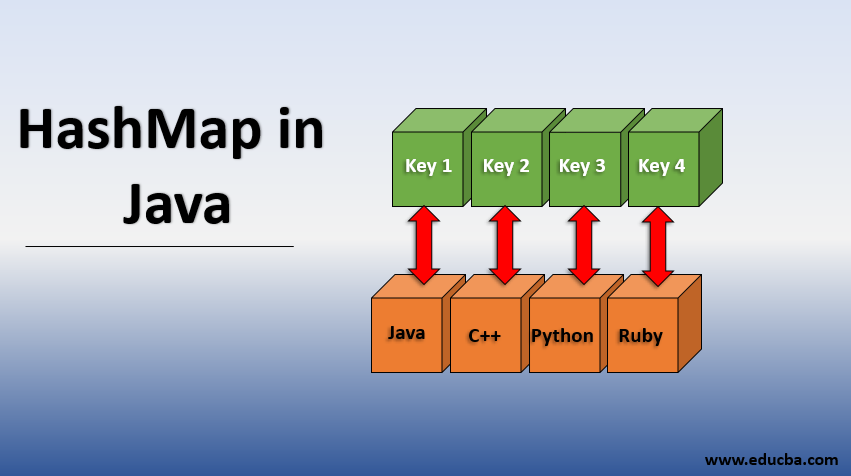 HashMap in
Java
Key 1 Key 2 Key 3 Key 4
Java C++ Python Ruby
www.educba.com